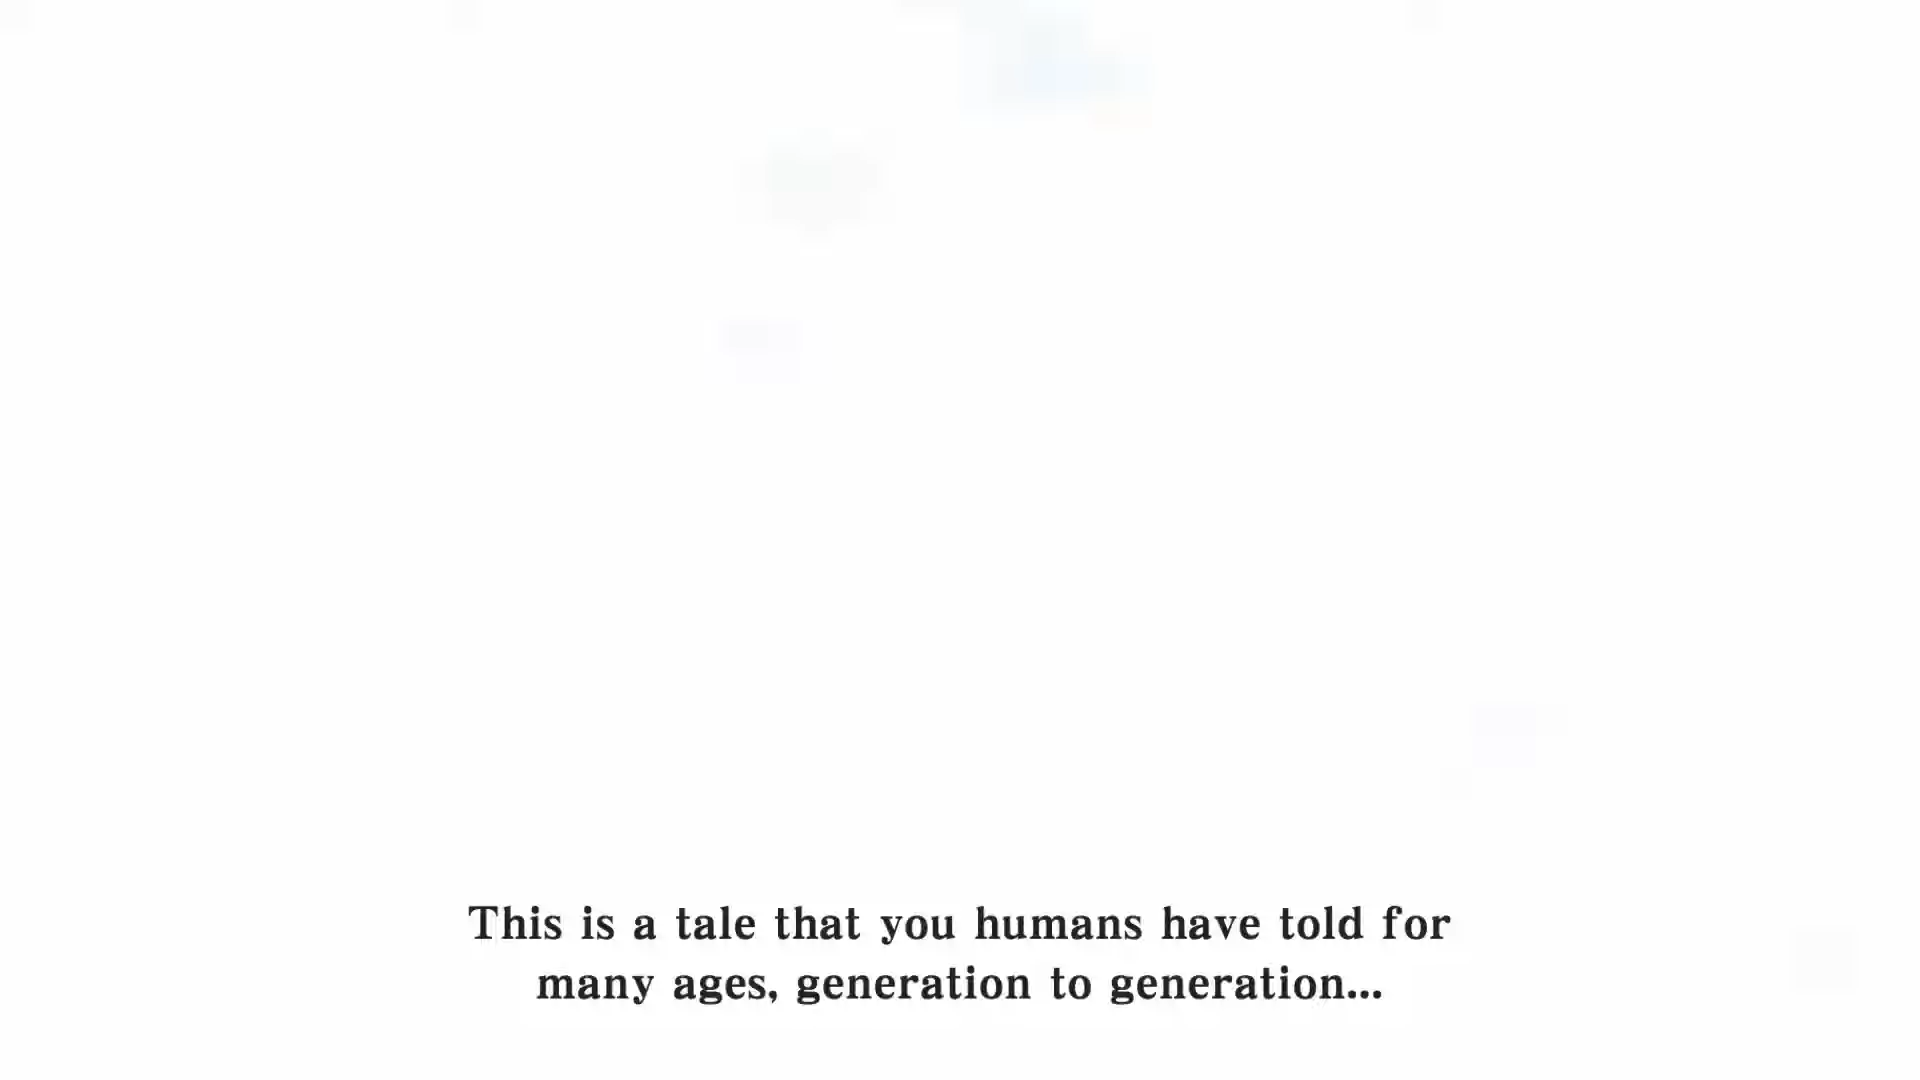 This is a tale that you humans have told for
many ages, generation to generation...